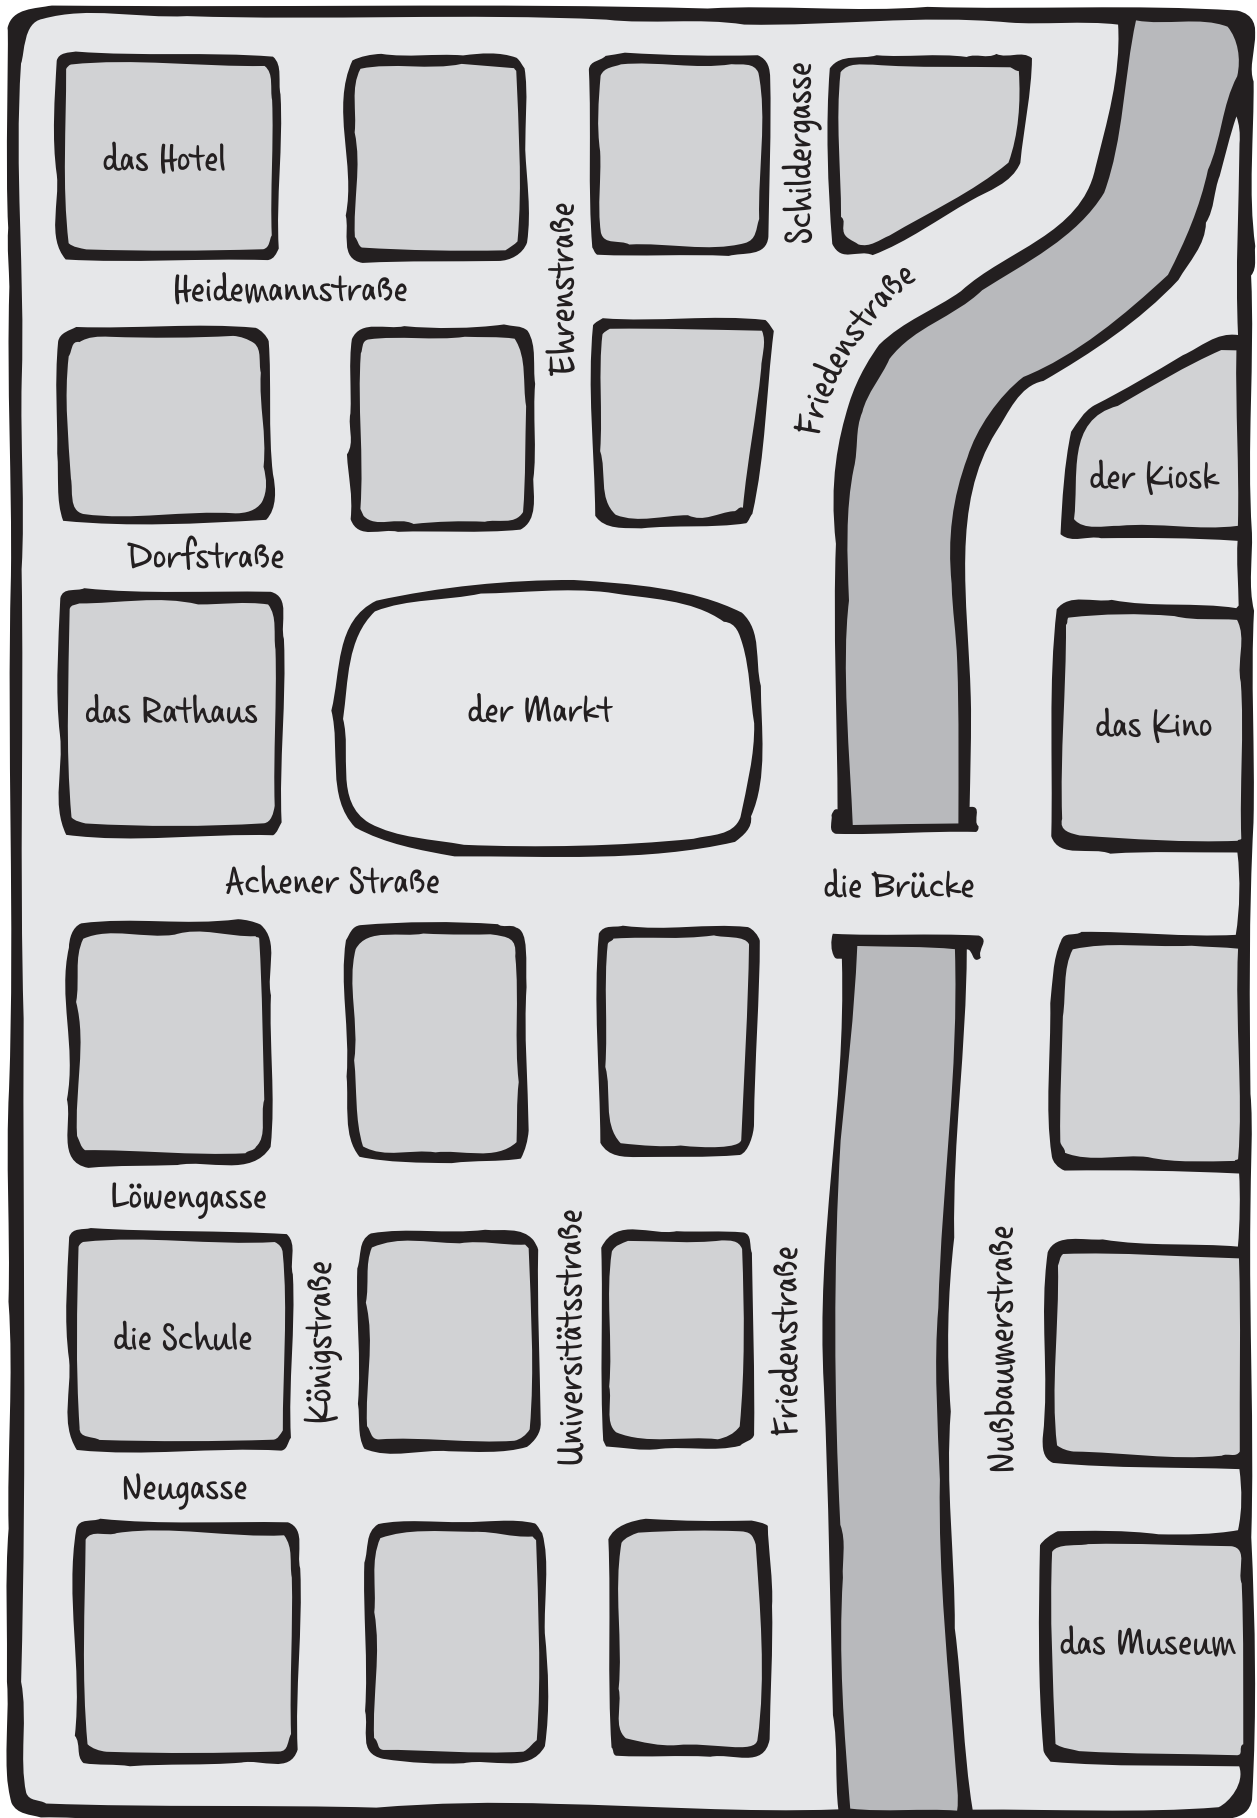 das Hotel
Schildergasse
Ehrenstraße
Heidemannstraße
Friedenstraße
der Kiosk
Dorfstraße
das Rathaus
der Markt
das Kino
Achener Straße
die Brücke
Löwengasse
die Schule
Königstraße
Universitätsstraße
Friedenstraße
Nußbaumerstraße
Neugasse
das Museum